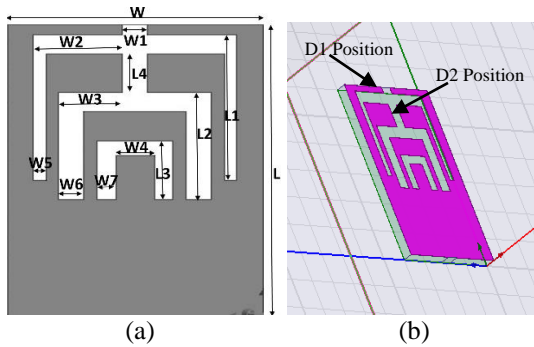 W
W1
W2
L4
W3
L1
L2
L
W4
L3
W5
W6
W7
D1 Position
D2 Position
(a)
(b)